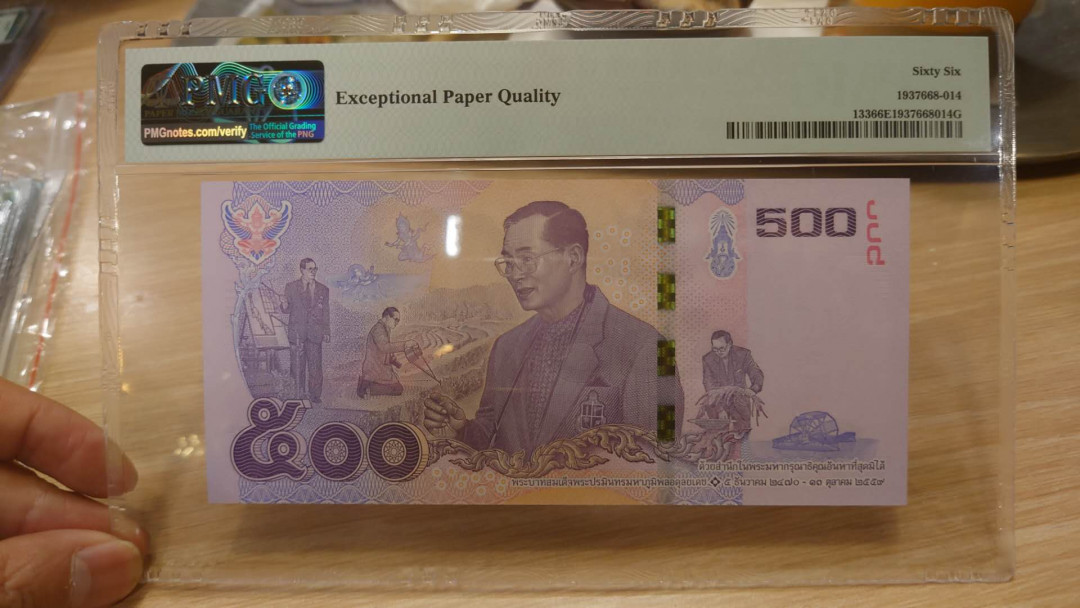 PMG
PAPER
PMGnotes.com/verify
The Official Grading
Service of the PNG
Exceptional Paper Quality
Sixty Six
1937668-014
13366E1937668014G
500
บาท
๕๐๐
ด้วยสำนึกในพระมหากรุณาธิคุณอันหาที่สุดมิได้
พระบาทสมเด็จพระปรมินทรมหาภูมิพลอดุลยเดช ❖ ๕ ธันวาคม ๒๔๗๐ - ๑๓ ตุลาคม ๒๕๕๙